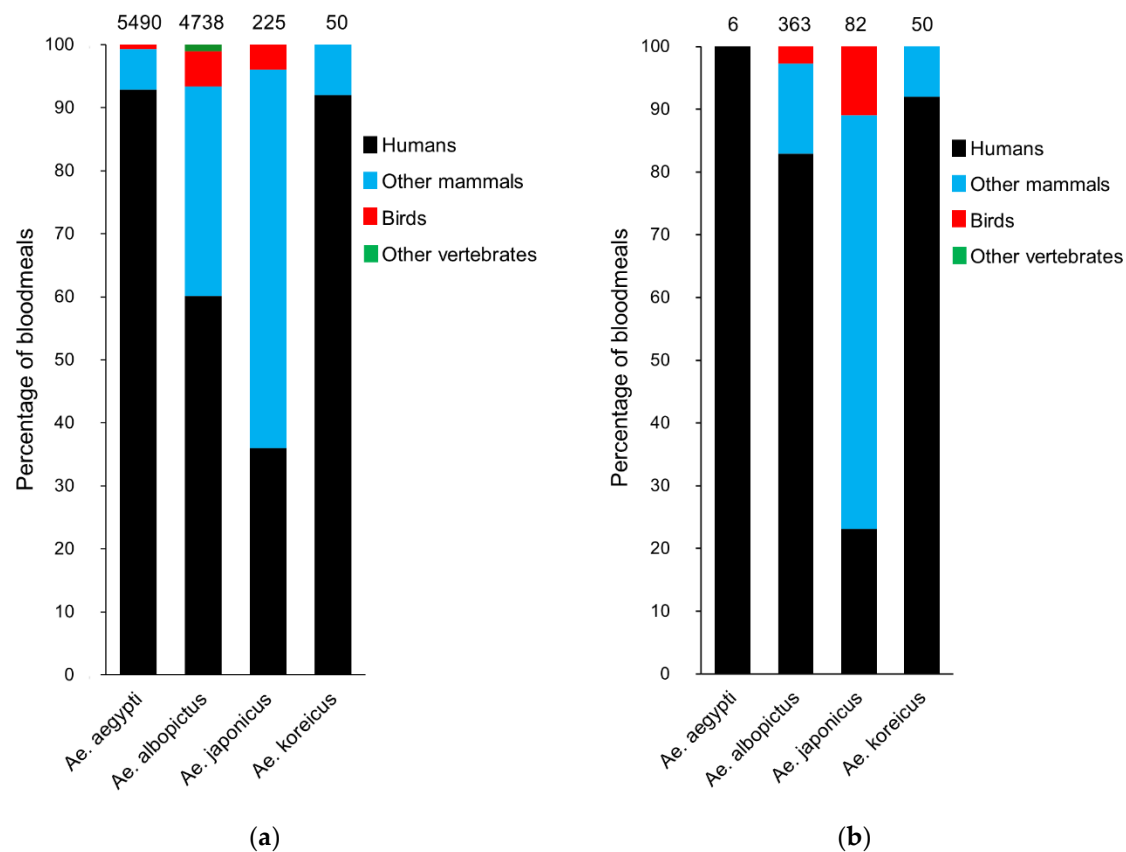 5490 4738 225 50
100
90
80
70
60
50
40
30
20
10
0
Percentage of bloodmeals
Humans
Other mammals
Birds
Other vertebrates
Ae. aegypti
Ae. albopictus
Ae. japonicus
Ae. koreicus
(a)
6 363 82 50
100
90
80
70
60
50
40
30
20
10
0
Percentage of bloodmeals
Humans
Other mammals
Birds
Other vertebrates
Ae. aegypti
Ae. albopictus
Ae. japonicus
Ae. koreicus
(b)